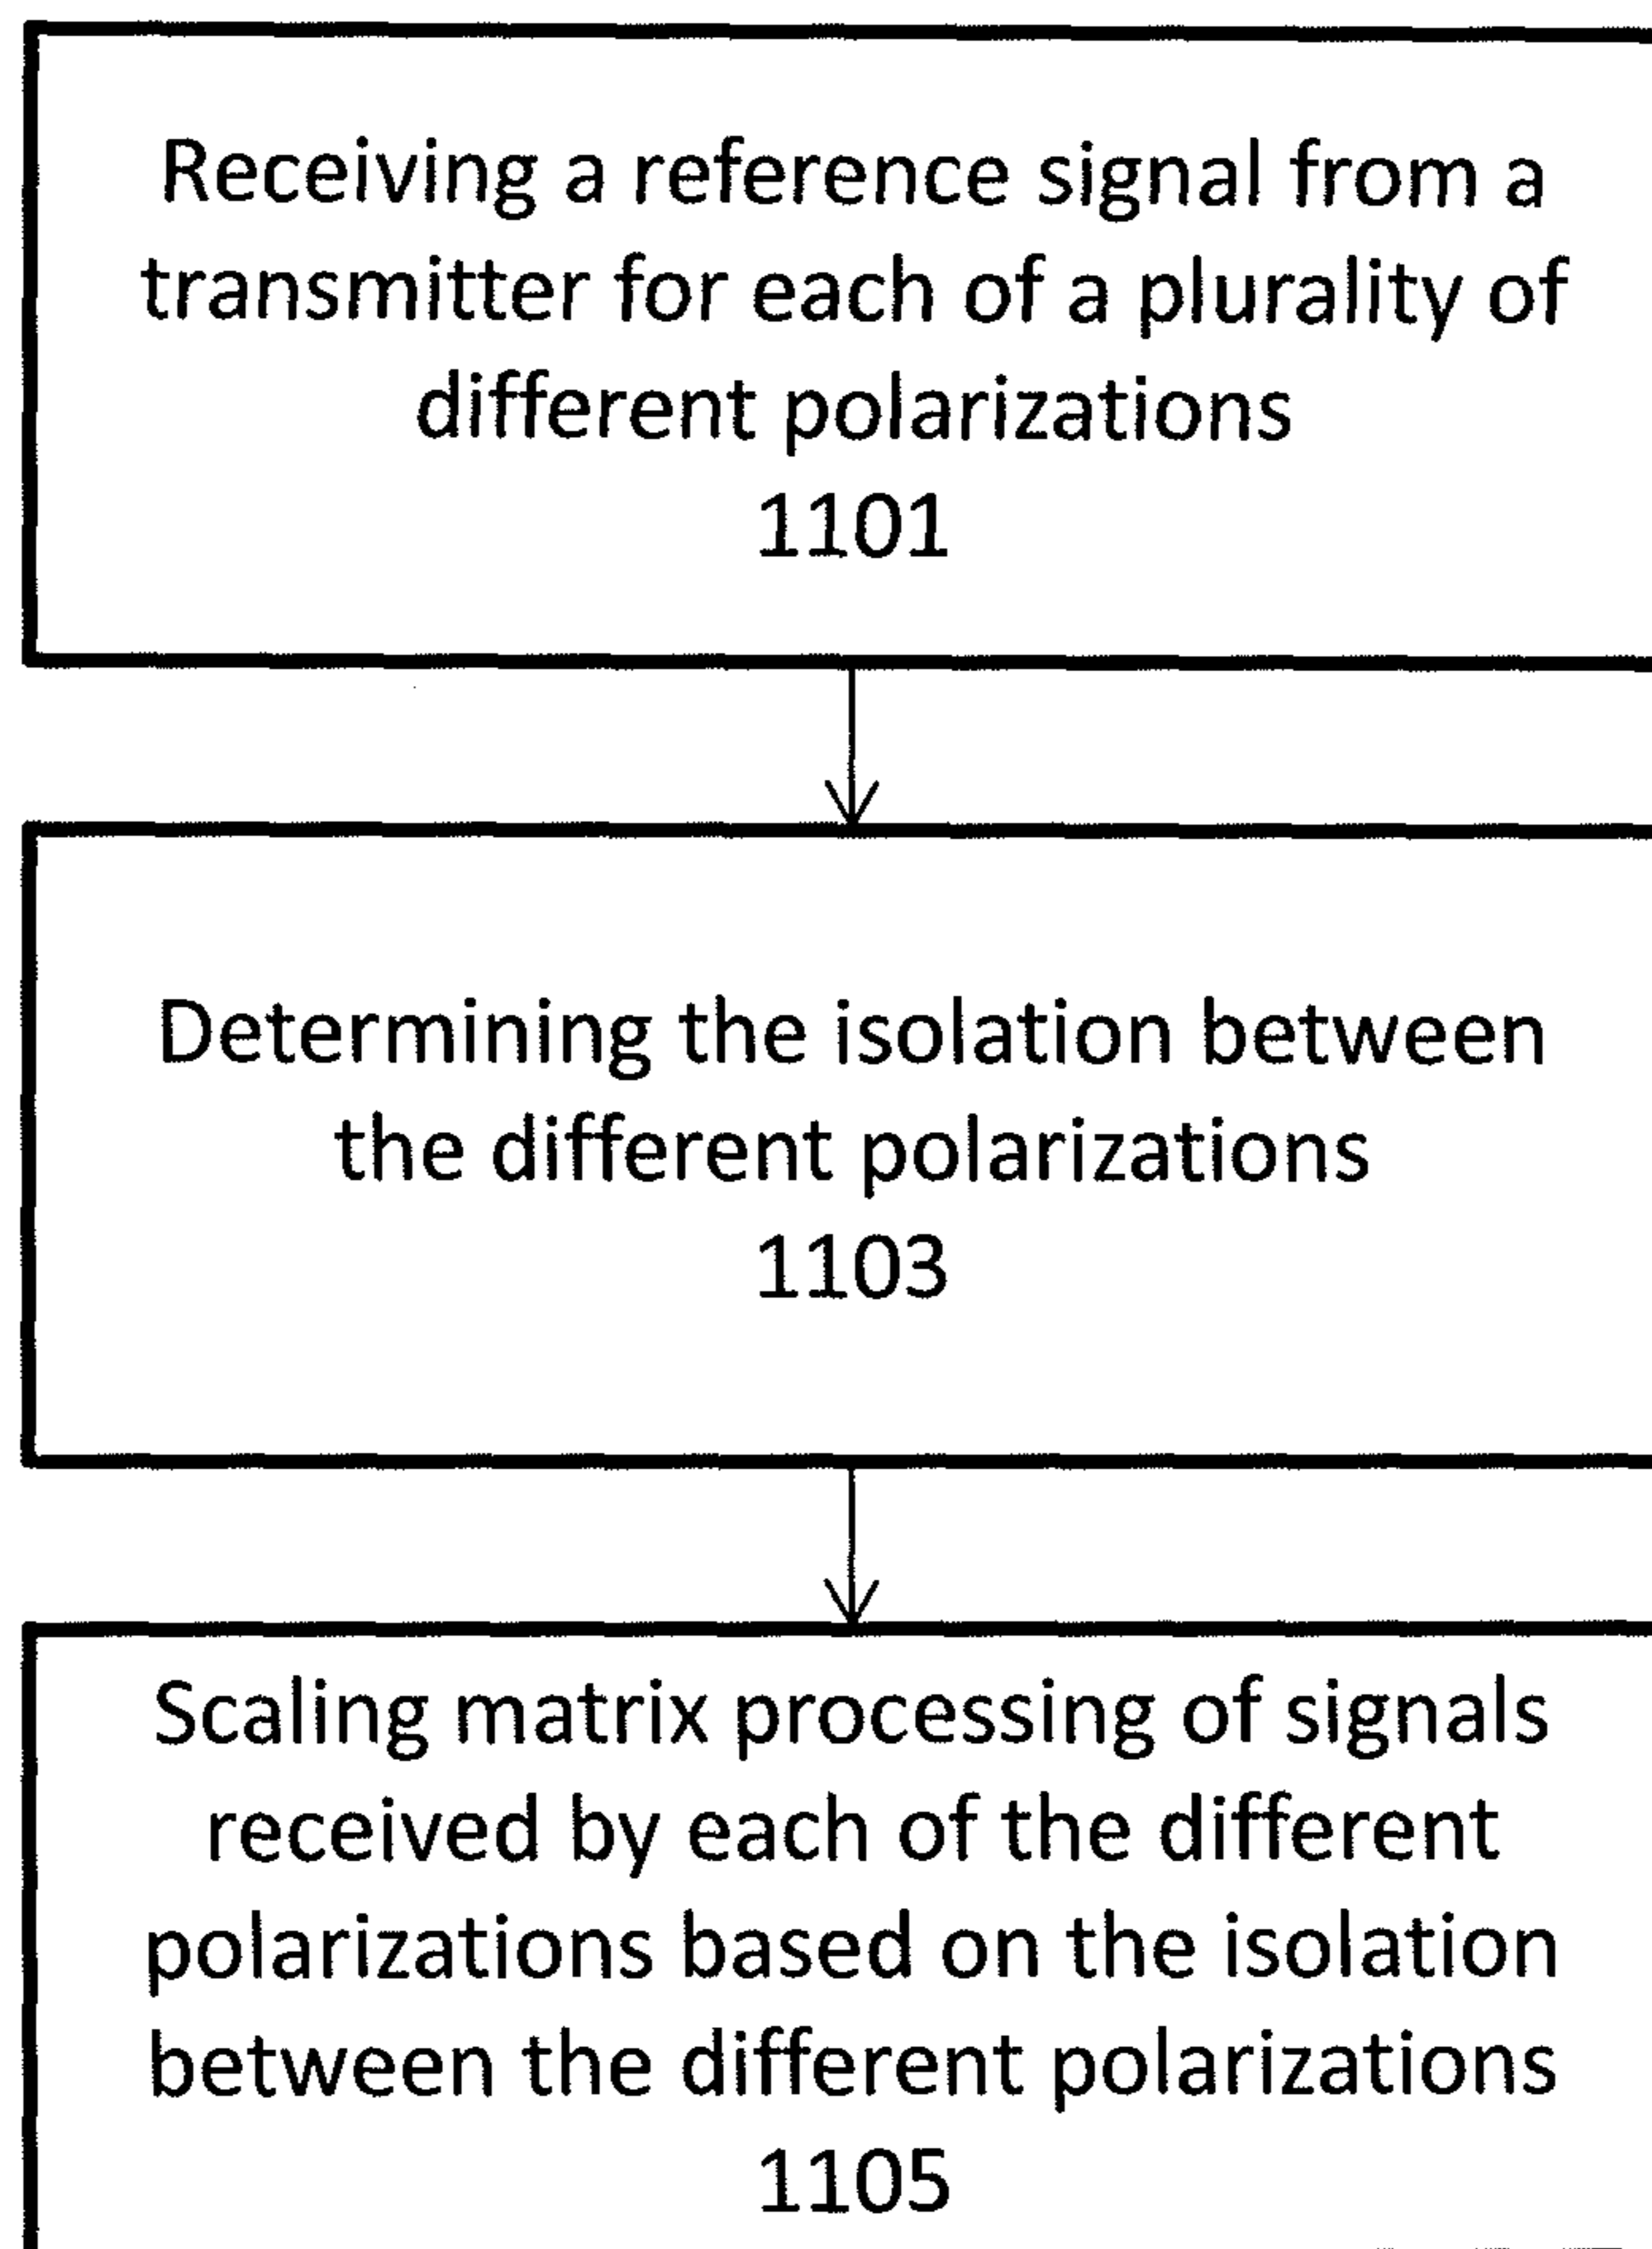 Receiving a reference signal from a
transmitter for each of a plurality of
different polarizations
1101
Determining the isolation between
the different polarizations
1103
Scaling matrix processing of signals
received by each of the different
polarizations based on the isolation
between the different polarizations
1105